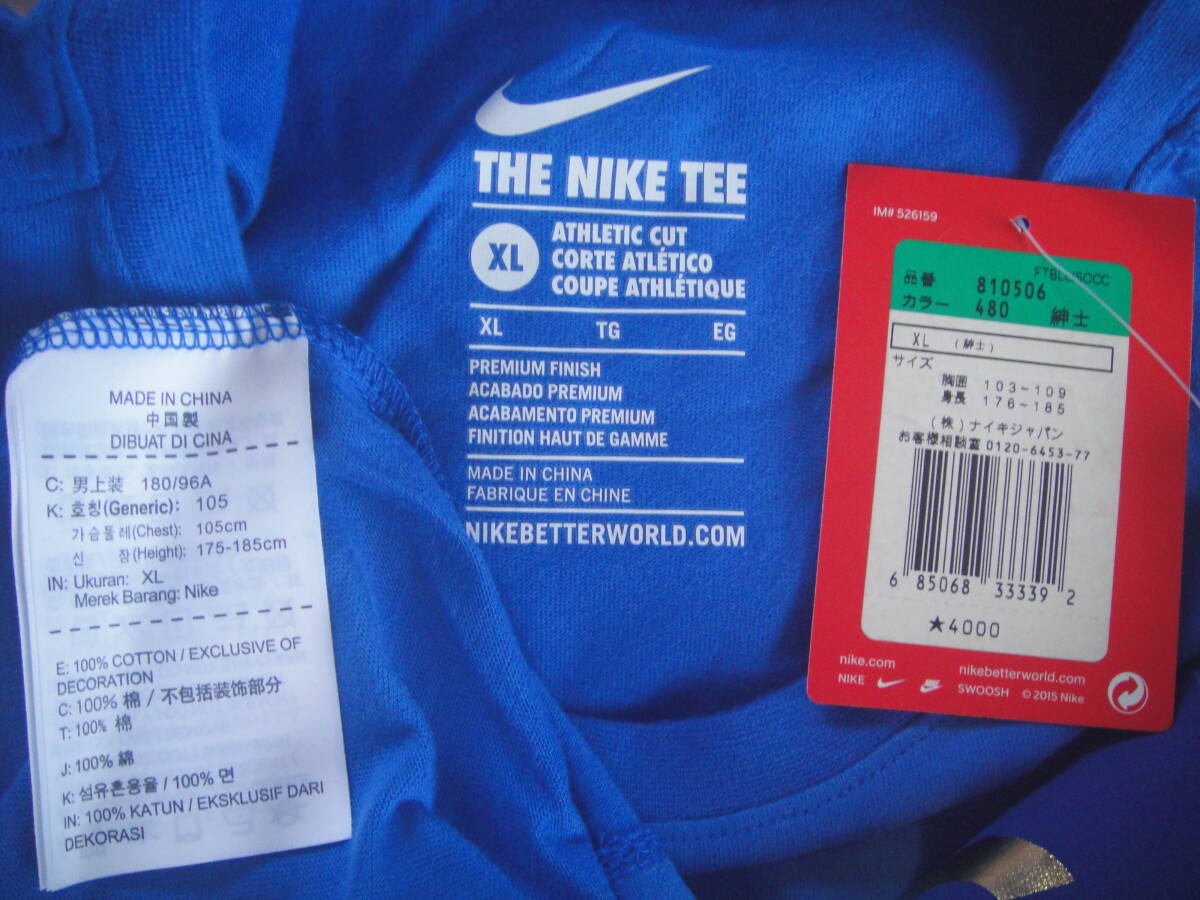 THE NIKE TEE
XL
ATHLETIC CUT
CORTE ATLÉTICO
COUPE ATHLÉTIQUE
XL TG EG
PREMIUM FINISH
ACABADO PREMIUM
ACABAMENTO PREMIUM
FINITION HAUT DE GAMME
MADE IN CHINA
FABRIQUE EN CHINE
NIKEBETTERWORLD.COM
MADE IN CHINA
中国製
DIBUAT DI CINA
C: 男上装 180/96A
K: 호칭(Generic): 105
가슴둘레(Chest): 105cm
신 장(Height): 175-185cm
IN: Ukuran: XL
Merek Barang: Nike
E: 100% COTTON / EXCLUSIVE OF
DECORATION
C: 100% 棉 / 不包括装饰部分
T: 100% 棉
J: 100% 綿
K: 섬유혼용율 / 100% 면
IN: 100% KATUN / EKSKLUSIF DARI
DEKORASI
IM# 526159
FTBLL/SOCC
品番 810506
カラー 480 紳士
XL (紳士)
サイズ
胸囲 103-109
身長 176-185
(株)ナイキジャパン
お客様相談室 0120-6453-77
6 85068 33339 2
★4000
nike.com nikebetterworld.com
NIKE SWOOSH © 2015 Nike